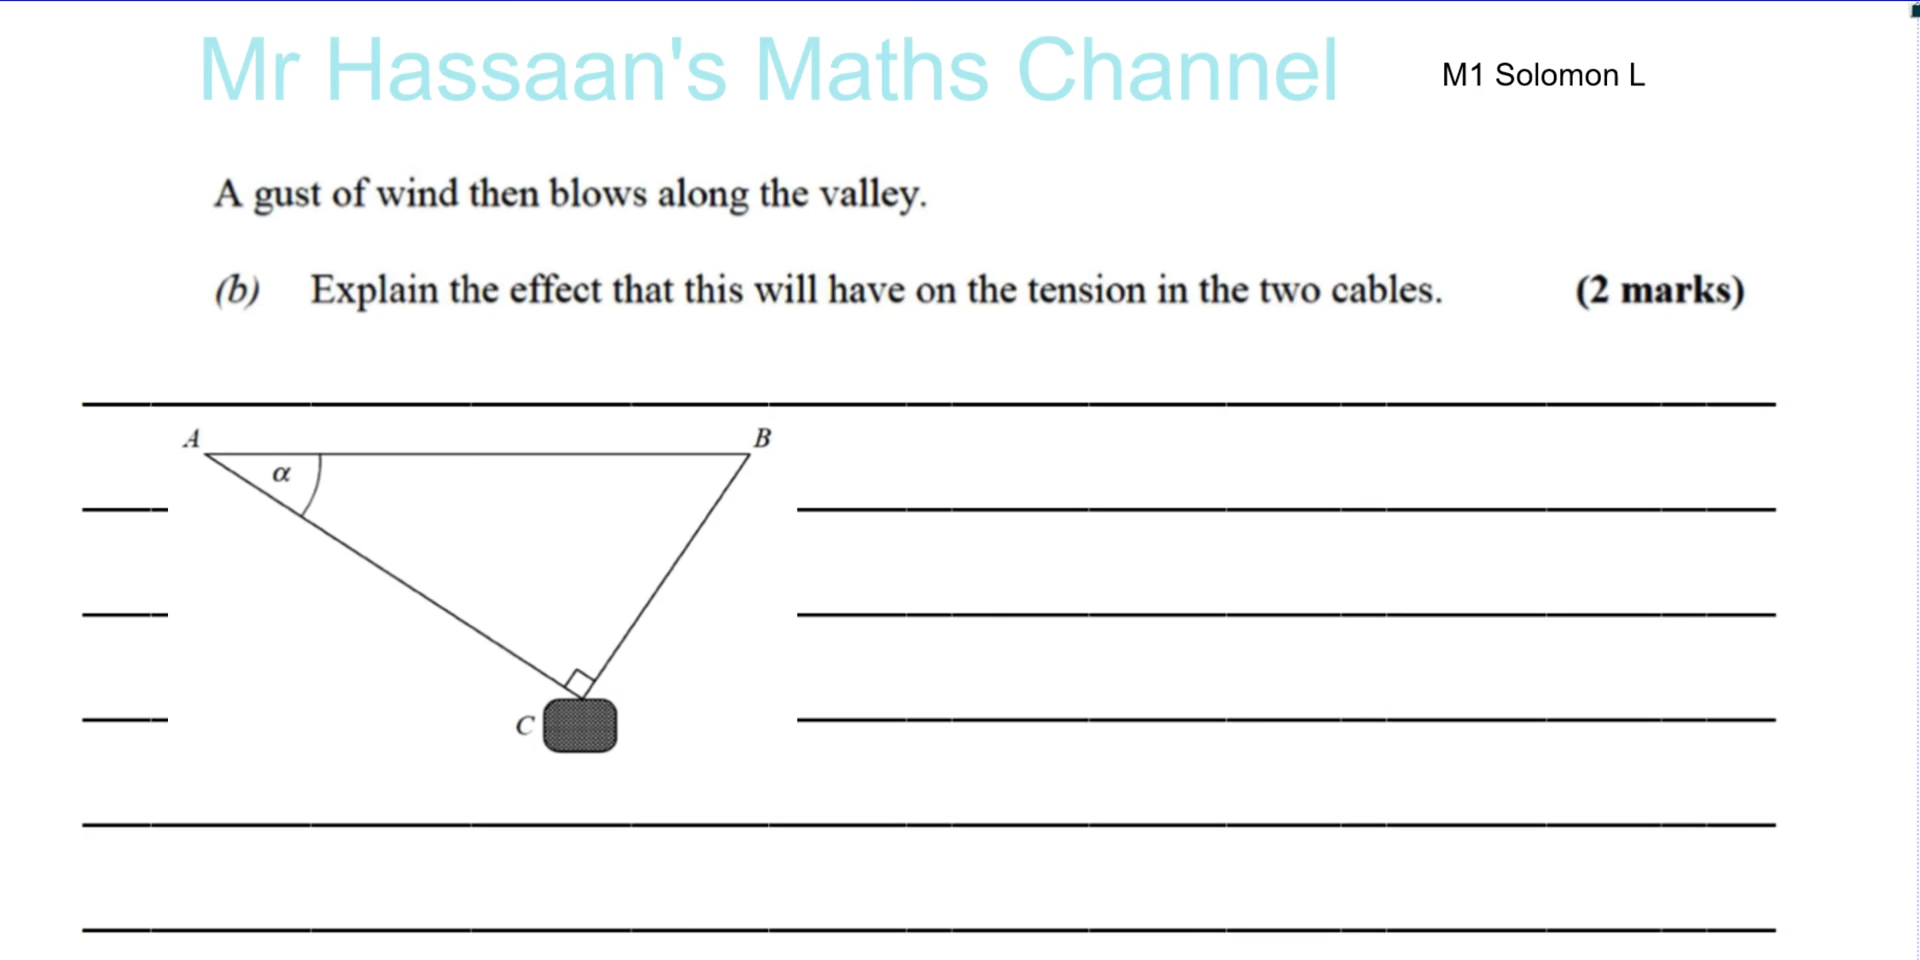 Mr Hassaan's Maths Channel
M1 Solomon L
A gust of wind then blows along the valley.
(b) Explain the effect that this will have on the tension in the two cables. (2 marks)
A
B
α
C